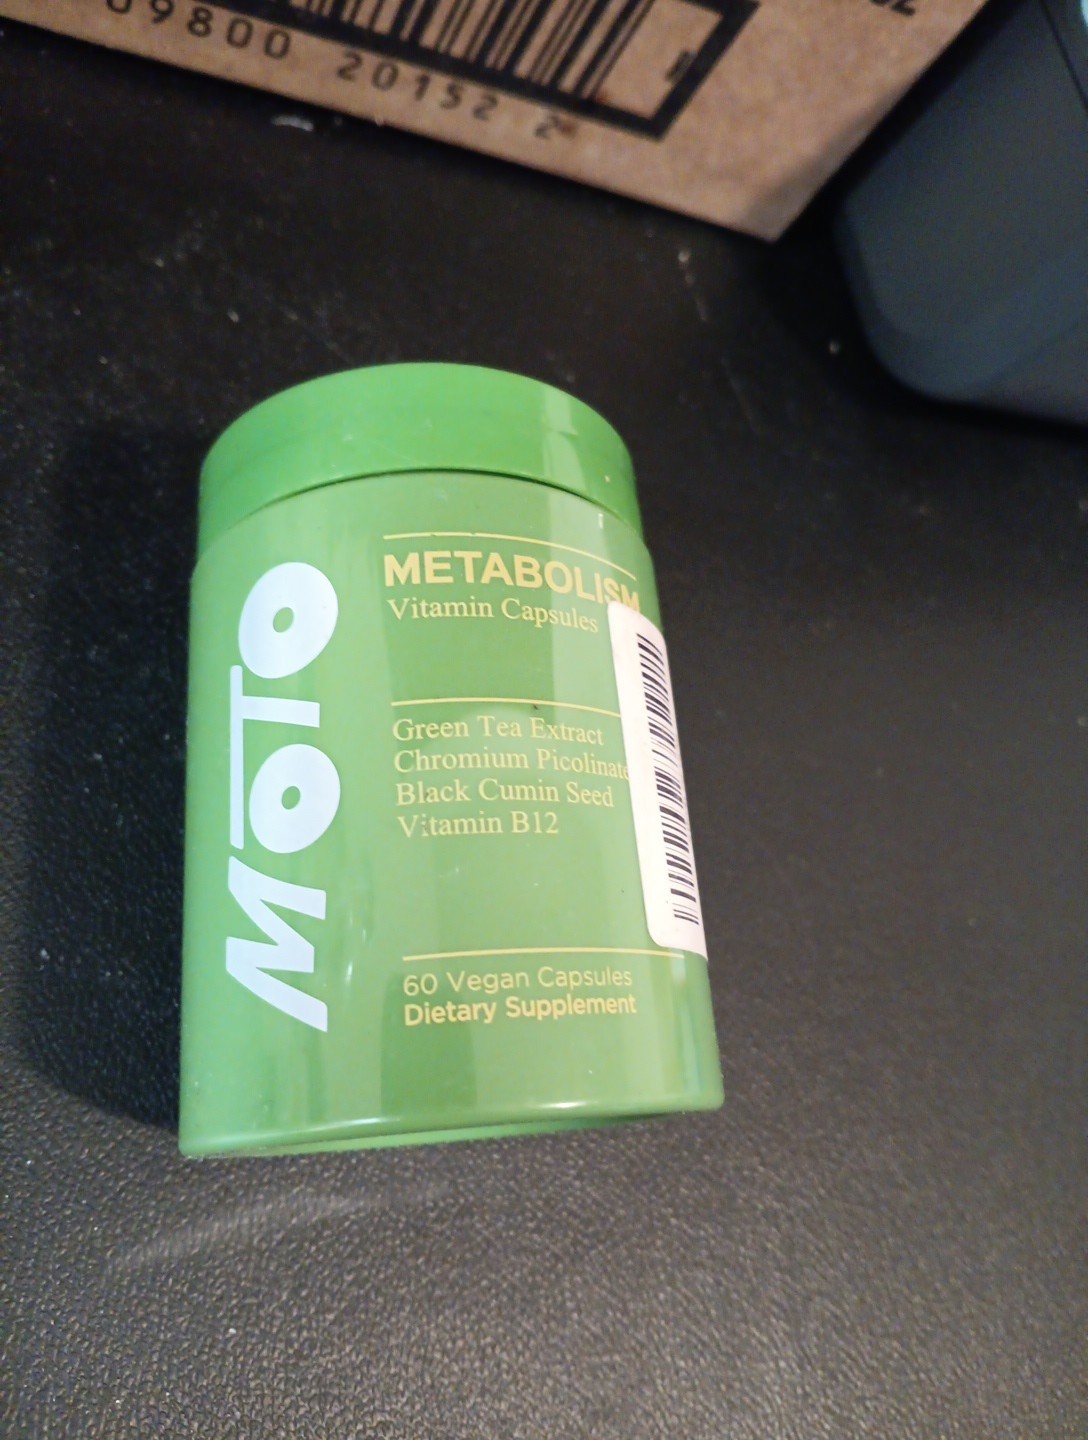 09800 20152 2
MOTO
METABOLISM
Vitamin Capsules
Green Tea Extract
Chromium Picolinate
Black Cumin Seed
Vitamin B12
60 Vegan Capsules
Dietary Supplement